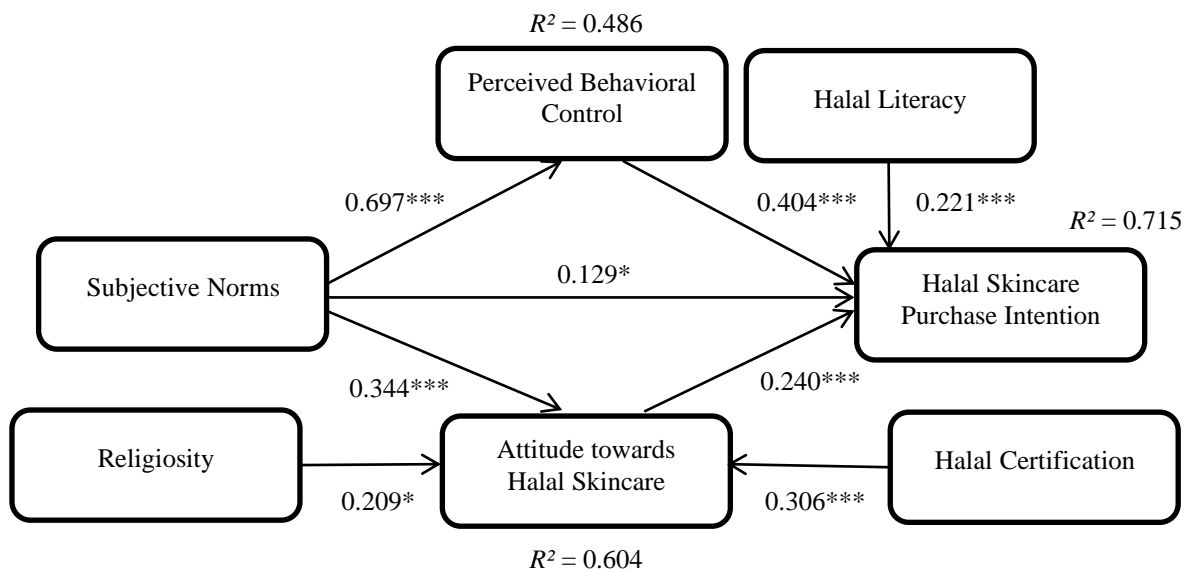 R² = 0.486
Perceived Behavioral
Control
Halal Literacy
0.697***
0.404***
0.221***
R² = 0.715
Subjective Norms
0.129*
Halal Skincare
Purchase Intention
0.344***
0.240***
Religiosity
Attitude towards
Halal Skincare
Halal Certification
0.209*
0.306***
R² = 0.604